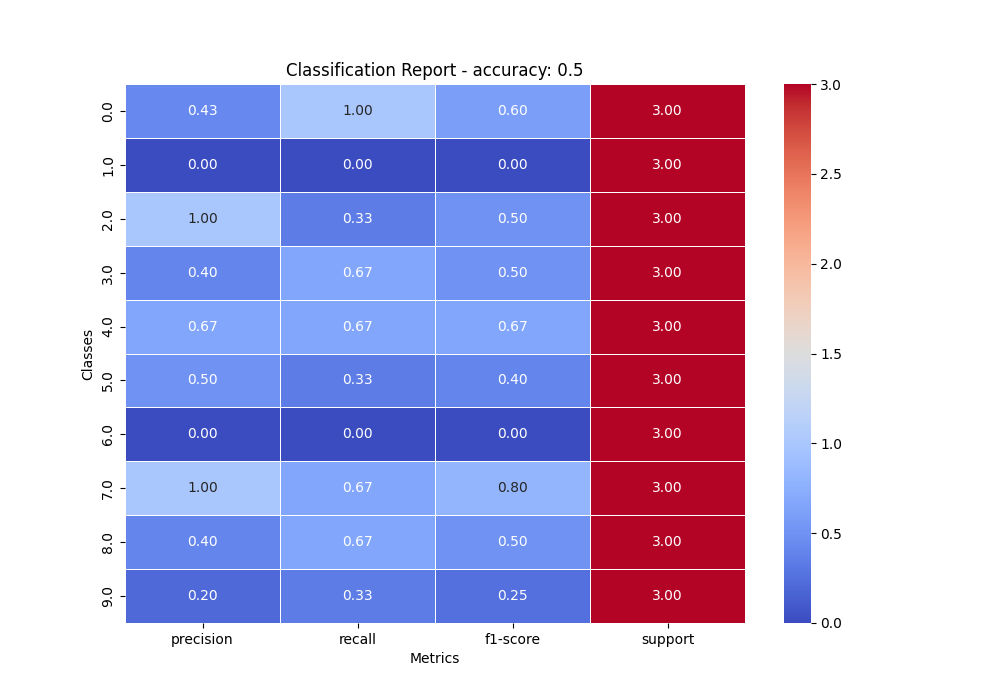 Classification Report - accuracy: 0.5
Classes
0.0 0.43 1.00 0.60 3.00
1.0 0.00 0.00 0.00 3.00
2.0 1.00 0.33 0.50 3.00
3.0 0.40 0.67 0.50 3.00
4.0 0.67 0.67 0.67 3.00
5.0 0.50 0.33 0.40 3.00
6.0 0.00 0.00 0.00 3.00
7.0 1.00 0.67 0.80 3.00
8.0 0.40 0.67 0.50 3.00
9.0 0.20 0.33 0.25 3.00
precision recall f1-score support
Metrics
3.0
2.5
2.0
1.5
1.0
0.5
0.0